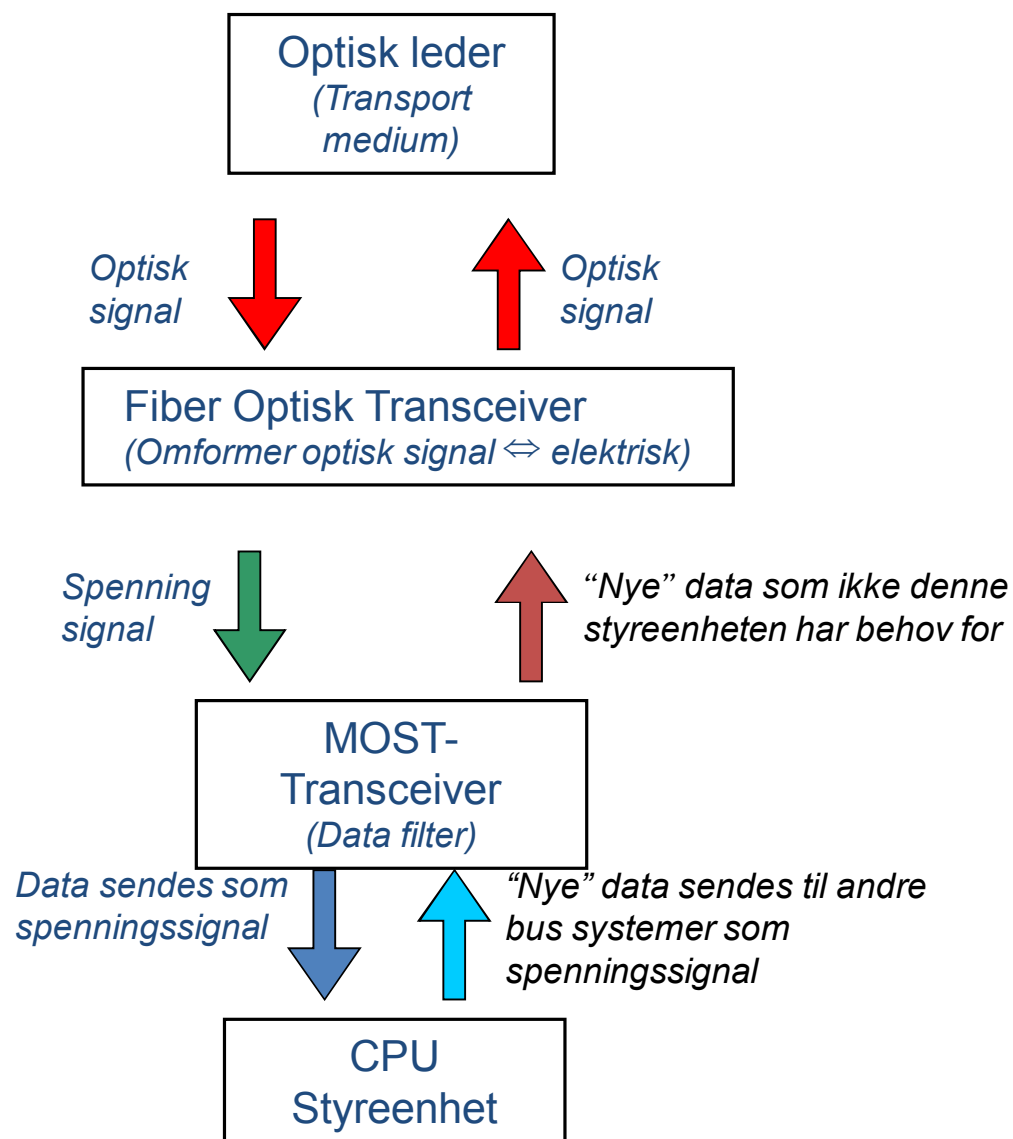 Optisk leder
(Transport
medium)
Optisk
signal
Optisk
signal
Fiber Optisk Transceiver
(Omformer optisk signal ⇔ elektrisk)
Spenning
signal
“Nye” data som ikke denne
styreenheten har behov for
MOST-
Transceiver
(Data filter)
Data sendes som
spenningssignal
“Nye” data sendes til andre
bus systemer som
spenningssignal
CPU
Styreenhet